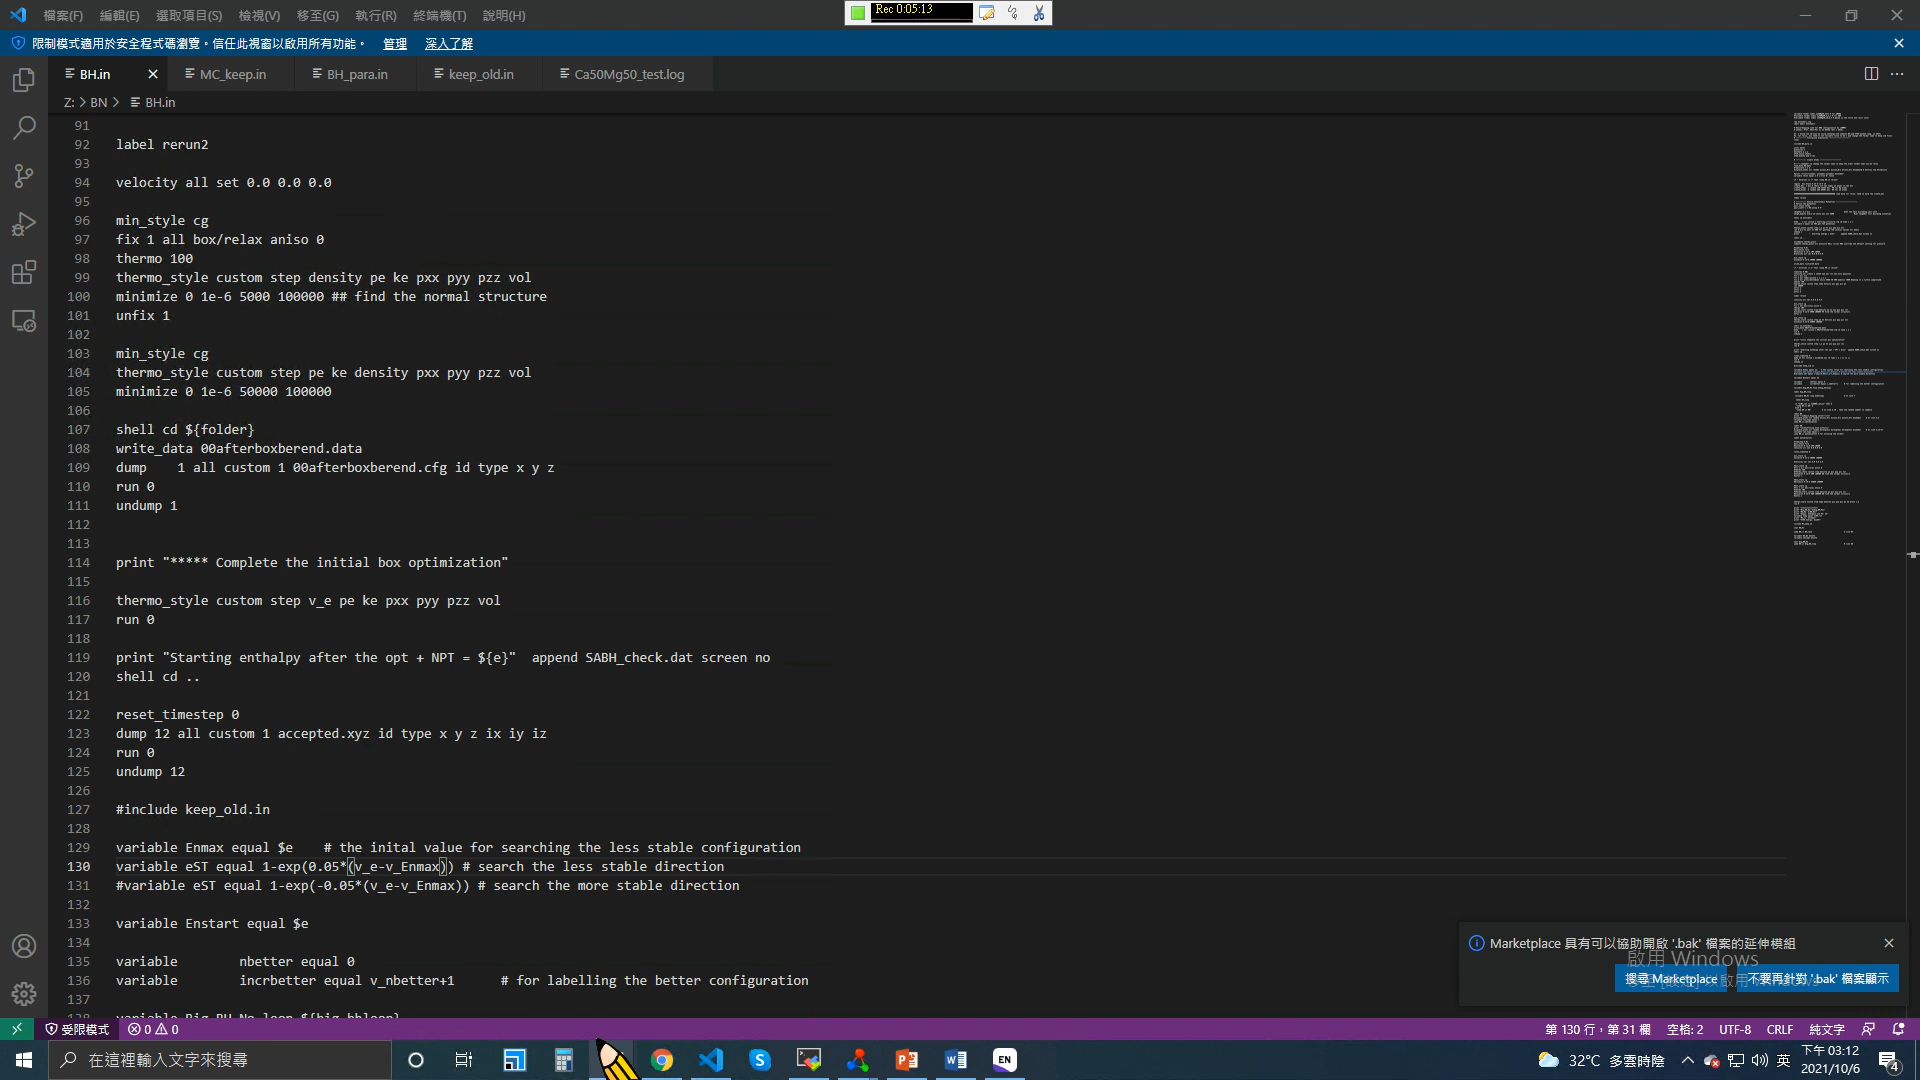 檔案(F) 編輯(E) 選取項目(S) 檢視(V) 移至(G) 執行(R) 終端機(T) 說明(H)
Rec 0:05:13
限制模式適用於安全程式碼瀏覽。信任此視窗以啟用所有功能。 管理 深入了解
BH.in MC_keep.in BH_para.in keep_old.in Ca50Mg50_test.log
Z: > BN > BH.in
91
92 label rerun2
93
94 velocity all set 0.0 0.0 0.0
95
96 min_style cg
97 fix 1 all box/relax aniso 0
98 thermo 100
99 thermo_style custom step density pe ke pxx pyy pzz vol
100 minimize 0 1e-6 5000 100000 ## find the normal structure
101 unfix 1
102
103 min_style cg
104 thermo_style custom step pe ke density pxx pyy pzz vol
105 minimize 0 1e-6 50000 100000
106
107 shell cd ${folder}
108 write_data 00afterboxberend.data
109 dump    1 all custom 1 00afterboxberend.cfg id type x y z
110 run 0
111 undump 1
112
113
114 print "***** Complete the initial box optimization"
115
116 thermo_style custom step v_e pe ke pxx pyy pzz vol
117 run 0
118
119 print "Starting enthalpy after the opt + NPT = ${e}"  append SABH_check.dat screen no
120 shell cd ..
121
122 reset_timestep 0
123 dump 12 all custom 1 accepted.xyz id type x y z ix iy iz
124 run 0
125 undump 12
126
127 #include keep_old.in
128
129 variable Enmax equal $e    # the inital value for searching the less stable configuration
130 variable eST equal 1-exp(0.05*(v_e-v_Enmax)) # search the less stable direction
131 #variable eST equal 1-exp(-0.05*(v_e-v_Enmax)) # search the more stable direction
132
133 variable Enstart equal $e
134
135 variable        nbetter equal 0
136 variable        incrbetter equal v_nbetter+1      # for labelling the better configuration
137
138 variable Big_BH_No loop ${big_bhloop}
Marketplace 具有可以協助開啟 '.bak' 檔案的延伸模組
啟用 Windows
搜尋 Marketplace 不要再針對 '.bak' 檔案顯示
受限模式 0 0 第 130 行，第 31 欄 空格: 2 UTF-8 CRLF 純文字
在這裡輸入文字來搜尋 EN 32°C 多雲時陰 英 下午 03:12
2021/10/6 4